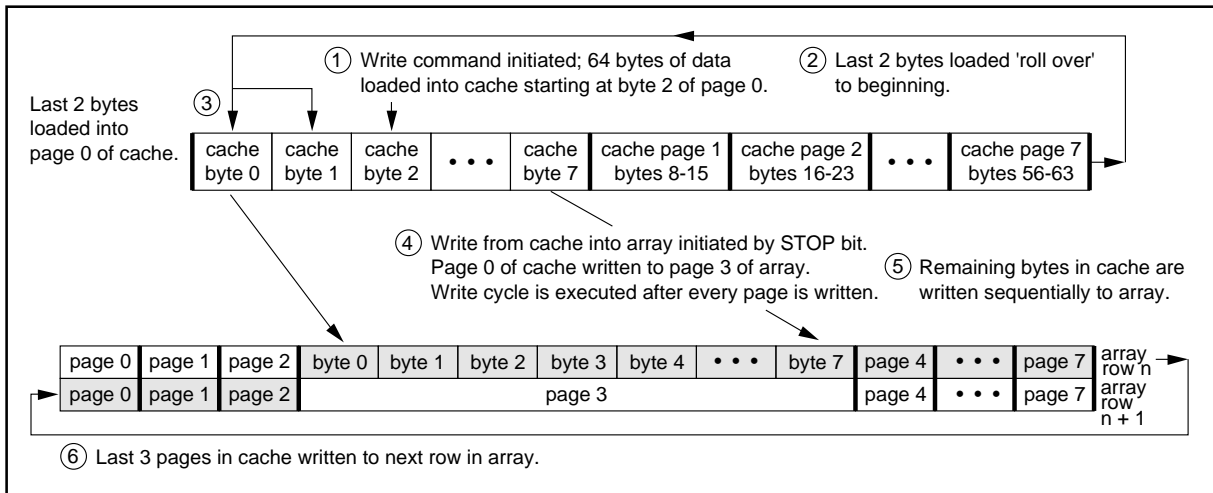 ① Write command initiated; 64 bytes of data
loaded into cache starting at byte 2 of page 0.
② Last 2 bytes loaded 'roll over'
to beginning.
Last 2 bytes
loaded into
page 0 of cache.
③
cache byte 0
cache byte 1
cache byte 2
• • •
cache byte 7
cache page 1 bytes 8-15
cache page 2 bytes 16-23
• • •
cache page 7 bytes 56-63
④ Write from cache into array initiated by STOP bit.
Page 0 of cache written to page 3 of array.
Write cycle is executed after every page is written.
⑤ Remaining bytes in cache are
written sequentially to array.
page 0 page 1 page 2 byte 0 byte 1 byte 2 byte 3 byte 4 • • • byte 7 page 4 • • • page 7
array
row n
page 0 page 1 page 2 page 3 page 4 • • • page 7
array
row
n + 1
⑥ Last 3 pages in cache written to next row in array.